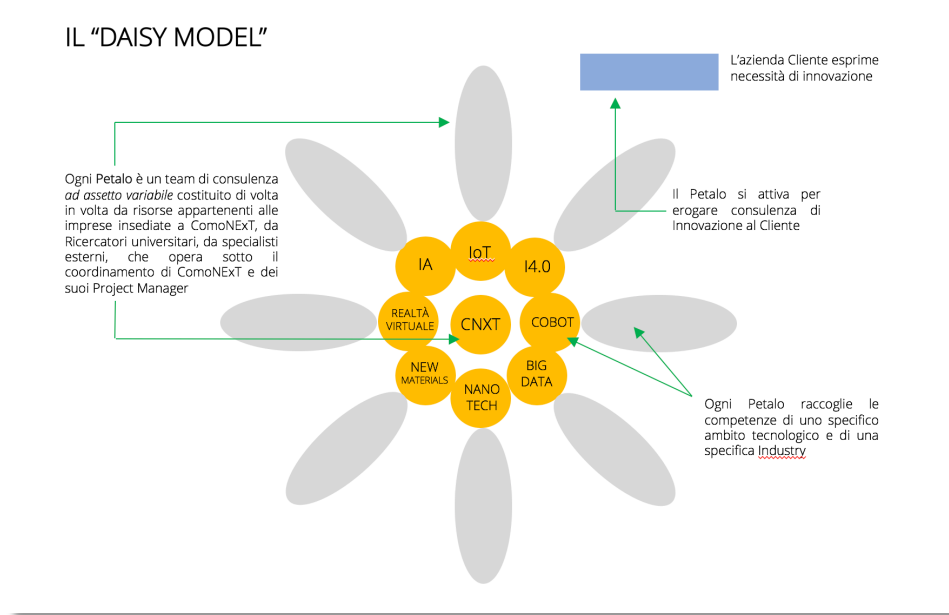 IL “DAISY MODEL”
L’azienda Cliente esprime
necessità di innovazione
Ogni Petalo è un team di consulenza
ad assetto variabile costituito di volta
in volta da risorse appartenenti alle
imprese insediate a ComoNExT, da
Ricercatori universitari, da specialisti
esterni, che opera sotto il
coordinamento di ComoNExT e dei
suoi Project Manager
Il Petalo si attiva per
erogare consulenza di
Innovazione al Cliente
IA
IoT
I4.0
REALTÀ
VIRTUALE
CNXT
COBOT
NEW
MATERIALS
NANO
TECH
BIG
DATA
Ogni Petalo raccoglie le
competenze di uno specifico
ambito tecnologico e di una
specifica Industry